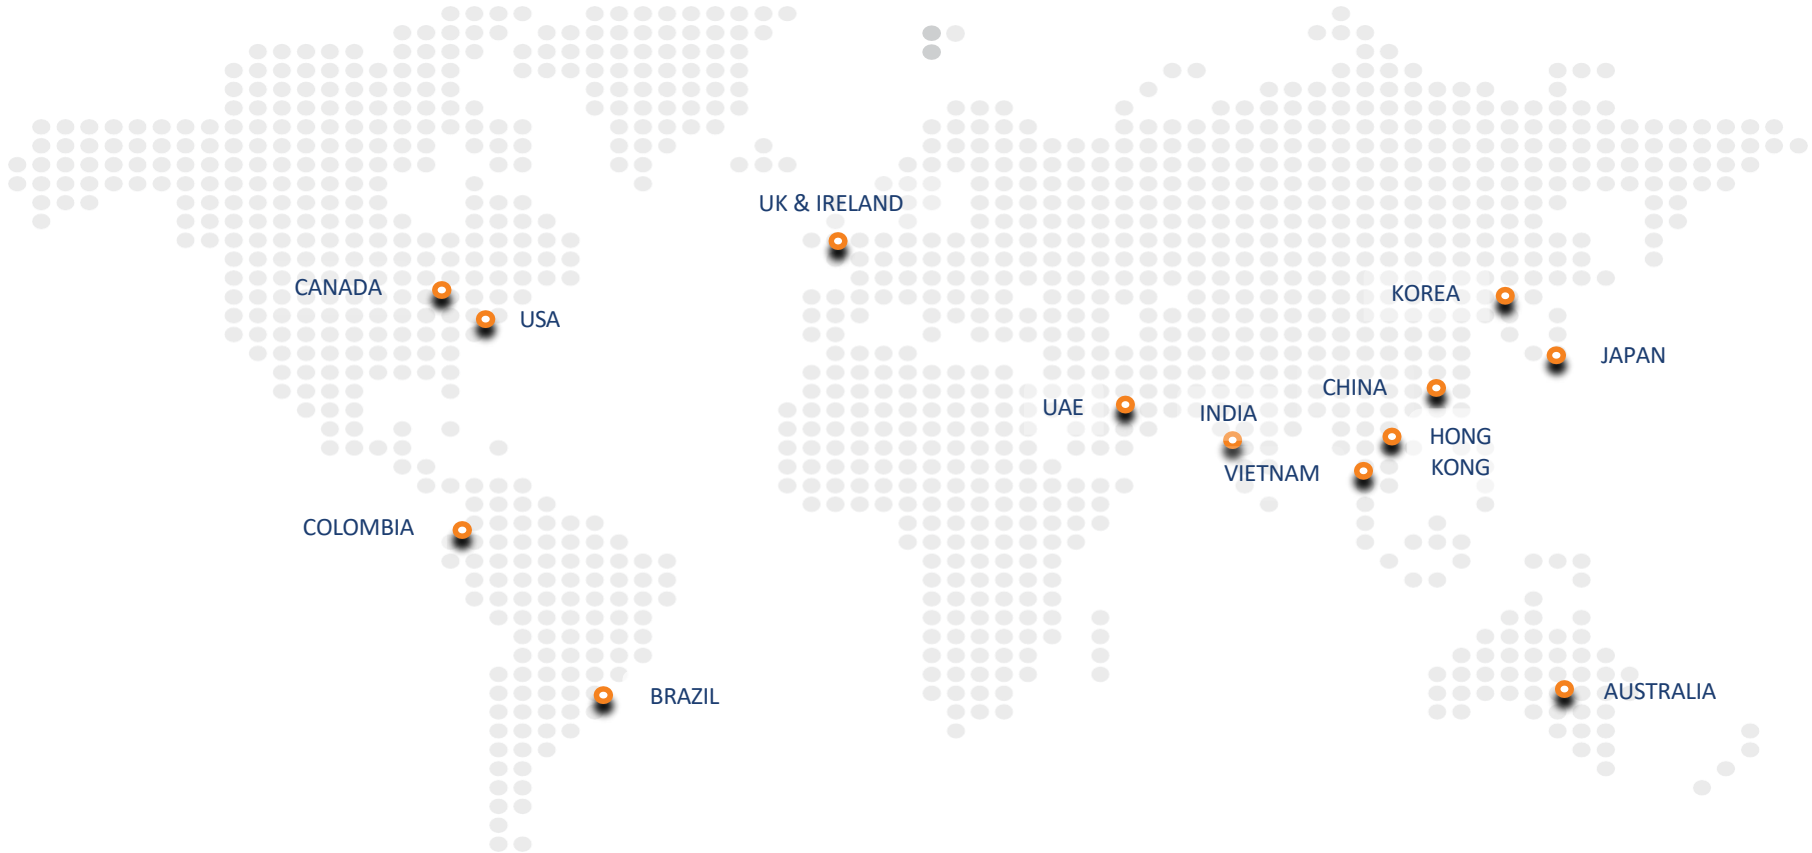 UK & IRELAND
CANADA
KOREA
USA
JAPAN
CHINA
UAE
INDIA
HONG
KONG
VIETNAM
COLOMBIA
BRAZIL
AUSTRALIA